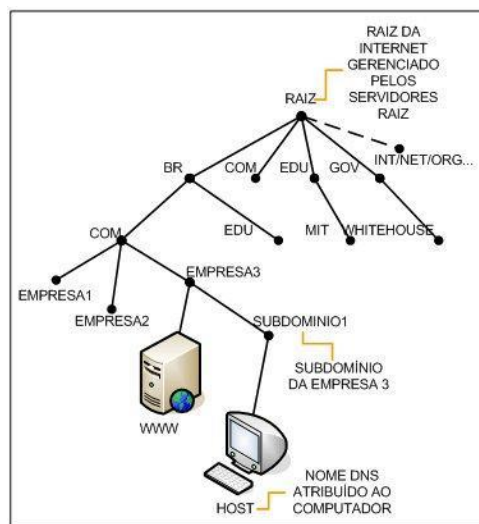 RAIZ DA
INTERNET
GERENCIADO
PELOS
SERVIDORES
RAIZ
RAIZ
INT/NET/ORG...
BR
COM
EDU
GOV
COM
EDU
MIT
WHITEHOUSE
EMPRESA1
EMPRESA2
EMPRESA3
SUBDOMINIO1
SUBDOMÍNIO
DA EMPRESA 3
WWW
NOME DNS
ATRIBUÍDO AO
COMPUTADOR
HOST